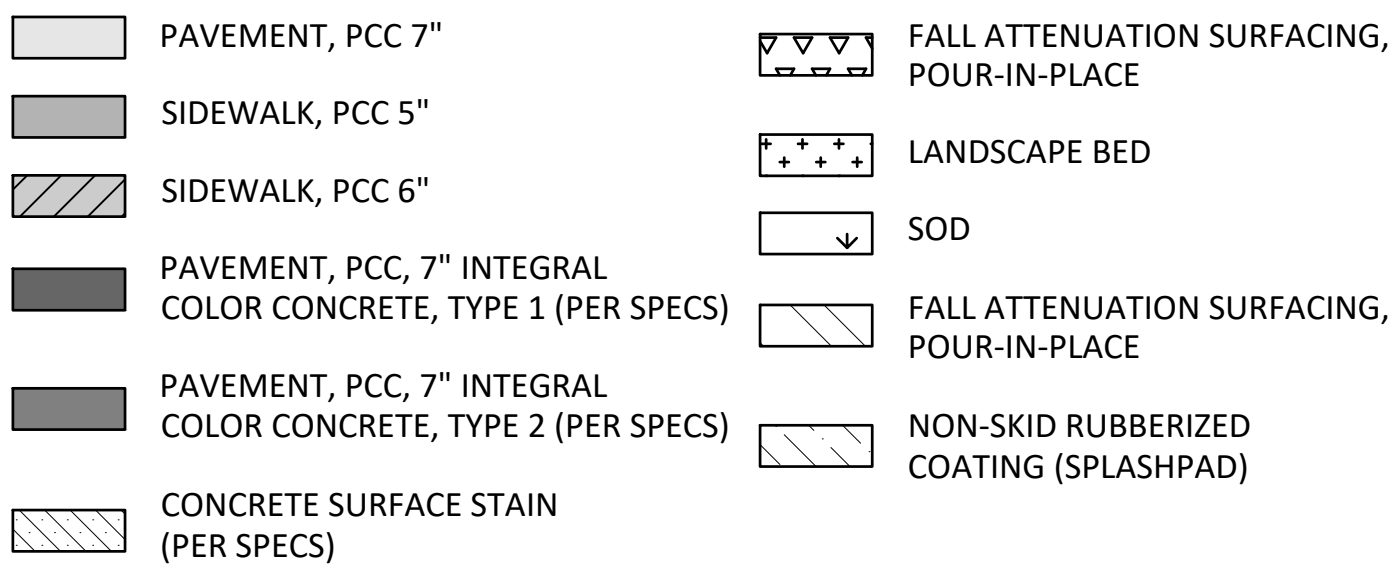 PAVEMENT, PCC 7"
SIDEWALK, PCC 5"
SIDEWALK, PCC 6"
PAVEMENT, PCC, 7" INTEGRAL
COLOR CONCRETE, TYPE 1 (PER SPECS)
PAVEMENT, PCC, 7" INTEGRAL
COLOR CONCRETE, TYPE 2 (PER SPECS)
CONCRETE SURFACE STAIN
(PER SPECS)
FALL ATTENUATION SURFACING,
POUR-IN-PLACE
LANDSCAPE BED
SOD
FALL ATTENUATION SURFACING,
POUR-IN-PLACE
NON-SKID RUBBERIZED
COATING (SPLASHPAD)